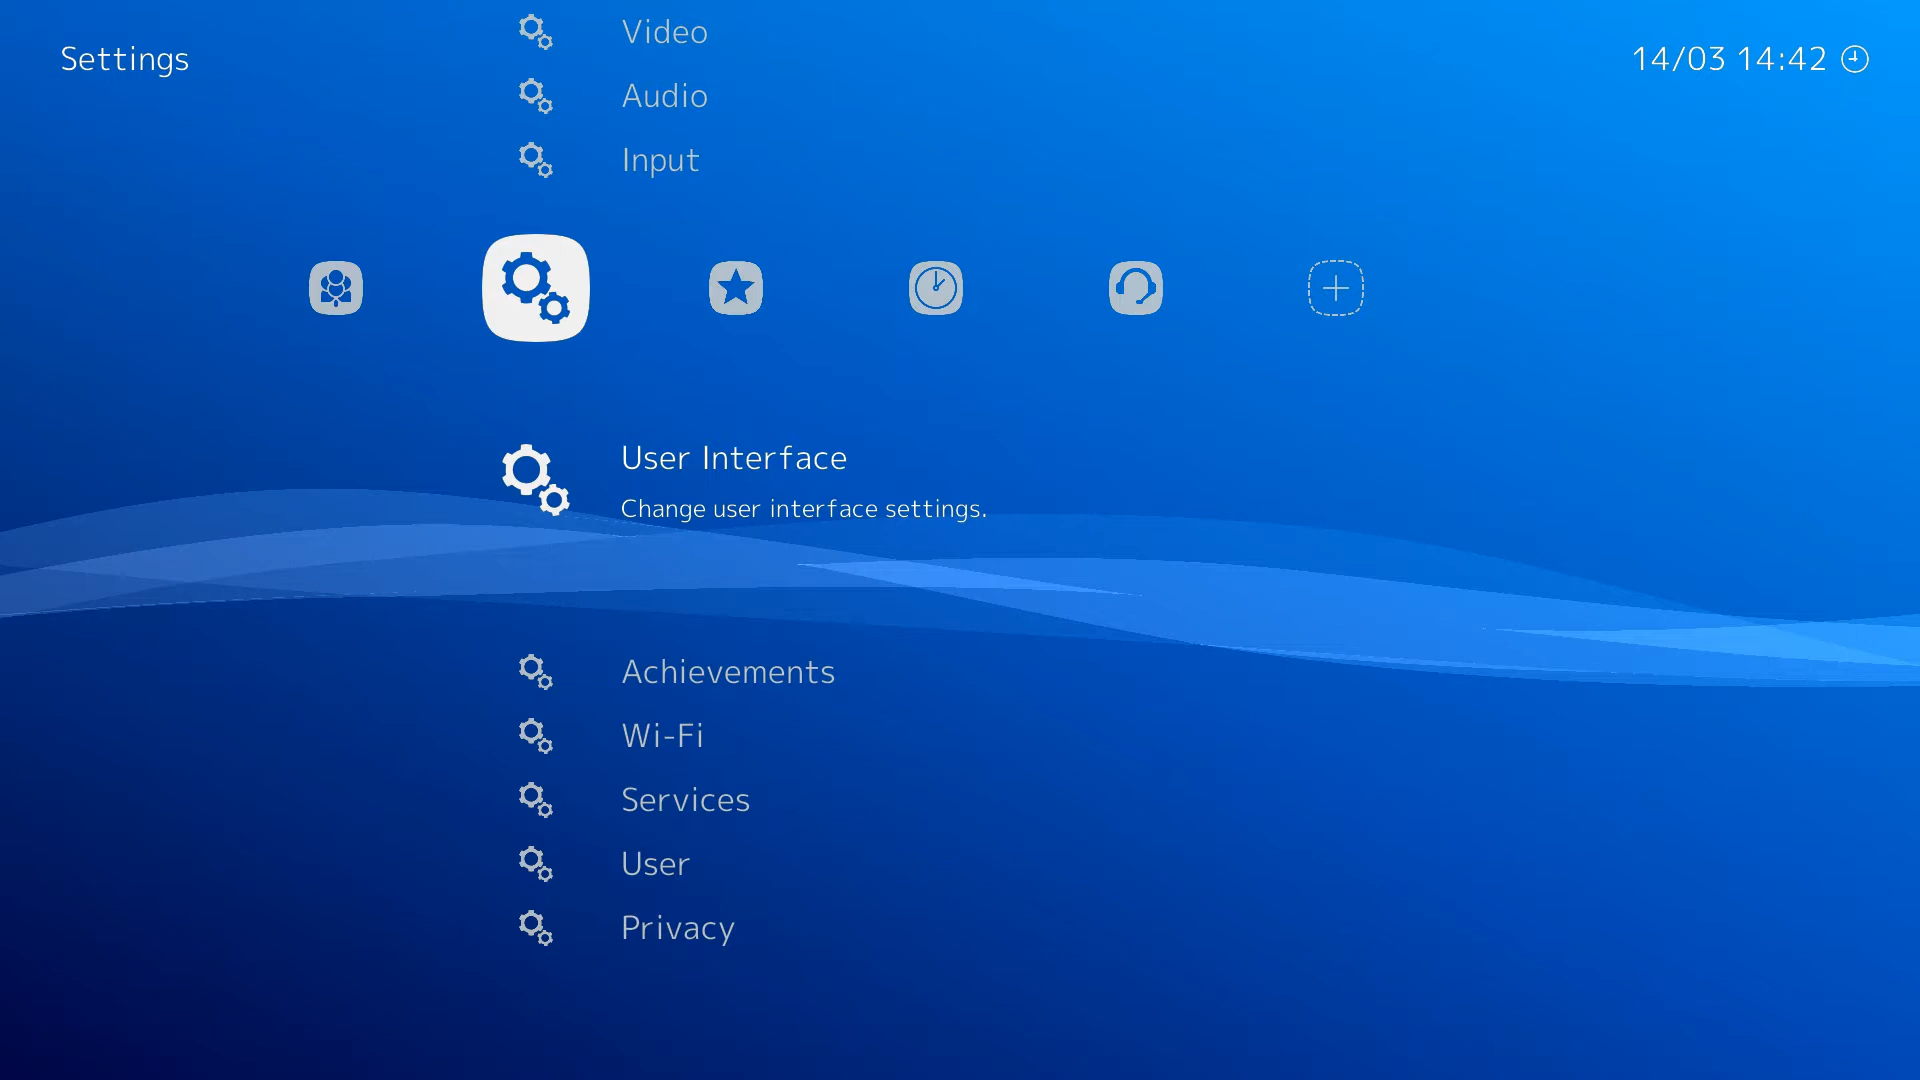 Video
Settings
14/03 14:42
Audio
Input
User Interface
Change user interface settings.
Achievements
Wi-Fi
Services
User
Privacy